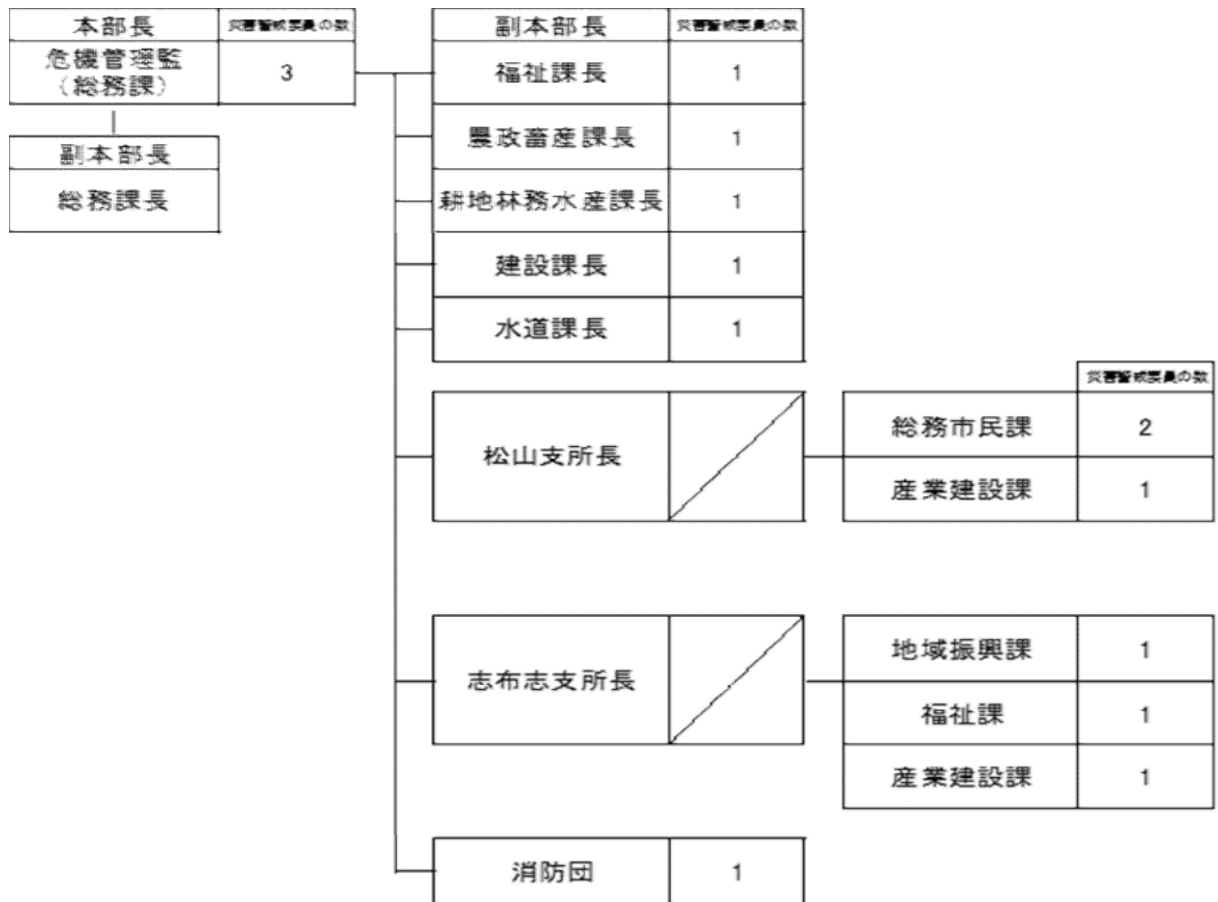 本部長
災害警戒要員の数
危機管理監
（総務課）
3
副本部長
総務課長
副本部長
災害警戒要員の数
福祉課長
1
農政畜産課長
1
耕地林務水産課長
1
建設課長
1
水道課長
1
松山支所長
災害警戒要員の数
総務市民課
2
産業建設課
1
志布志支所長
地域振興課
1
福祉課
1
産業建設課
1
消防団
1